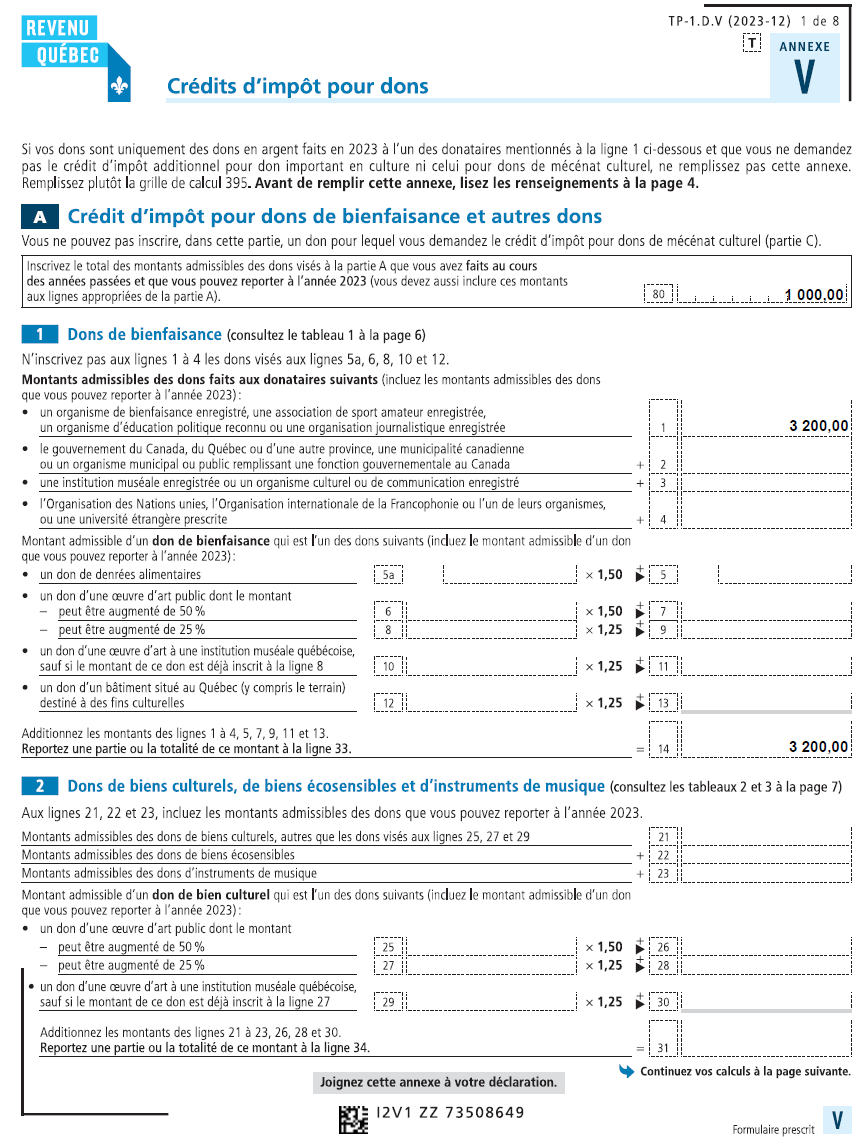 REVENU
QUÉBEC
TP-1.D.V (2023-12) 1 de 8
T
ANNEXE
V
Crédits d’impôt pour dons
Si vos dons sont uniquement des dons en argent faits en 2023 à l’un des donataires mentionnés à la ligne 1 ci-dessous et que vous ne demandez
pas le crédit d’impôt additionnel pour don important en culture ni celui pour dons de mécénat culturel, ne remplissez pas cette annexe.
Remplissez plutôt la grille de calcul 395. Avant de remplir cette annexe, lisez les renseignements à la page 4.
A Crédit d’impôt pour dons de bienfaisance et autres dons
Vous ne pouvez pas inscrire, dans cette partie, un don pour lequel vous demandez le crédit d’impôt pour dons de mécénat culturel (partie C).
Inscrivez le total des montants admissibles des dons visés à la partie A que vous avez faits au cours
des années passées et que vous pouvez reporter à l’année 2023 (vous devez aussi inclure ces montants
aux lignes appropriées de la partie A). 80 1 000,00
1 Dons de bienfaisance (consultez le tableau 1 à la page 6)
N’inscrivez pas aux lignes 1 à 4 les dons visés aux lignes 5a, 6, 8, 10 et 12.
Montants admissibles des dons faits aux donataires suivants (incluez les montants admissibles des dons
que vous pouvez reporter à l’année 2023) :
• un organisme de bienfaisance enregistré, une association de sport amateur enregistrée,
un organisme d’éducation politique reconnu ou une organisation journalistique enregistrée 1 3 200,00
• le gouvernement du Canada, du Québec ou d’une autre province, une municipalité canadienne
ou un organisme municipal ou public remplissant une fonction gouvernementale au Canada + 2
• une institution muséale enregistrée ou un organisme culturel ou de communication enregistré + 3
• l’Organisation des Nations unies, l’Organisation internationale de la Francophonie ou l’un de leurs organismes,
ou une université étrangère prescrite + 4
Montant admissible d’un don de bienfaisance qui est l’un des dons suivants (incluez le montant admissible d’un don
que vous pouvez reporter à l’année 2023) :
• un don de denrées alimentaires 5a × 1,50 + ► 5
• un don d’une œuvre d’art public dont le montant
– peut être augmenté de 50 % 6 × 1,50 + ► 7
– peut être augmenté de 25 % 8 × 1,25 + ► 9
• un don d’une œuvre d’art à une institution muséale québécoise,
sauf si le montant de ce don est déjà inscrit à la ligne 8 10 × 1,25 + ► 11
• un don d’un bâtiment situé au Québec (y compris le terrain)
destiné à des fins culturelles 12 × 1,25 + ► 13
Additionnez les montants des lignes 1 à 4, 5, 7, 9, 11 et 13.
Reportez une partie ou la totalité de ce montant à la ligne 33. = 14 3 200,00
2 Dons de biens culturels, de biens écosensibles et d’instruments de musique (consultez les tableaux 2 et 3 à la page 7)
Aux lignes 21, 22 et 23, incluez les montants admissibles des dons que vous pouvez reporter à l’année 2023.
Montants admissibles des dons de biens culturels, autres que les dons visés aux lignes 25, 27 et 29 21
Montants admissibles des dons de biens écosensibles + 22
Montants admissibles des dons d’instruments de musique + 23
Montant admissible d’un don de bien culturel qui est l’un des dons suivants (incluez le montant admissible d’un don
que vous pouvez reporter à l’année 2023) :
• un don d’une œuvre d’art public dont le montant
– peut être augmenté de 50 % 25 × 1,50 + ► 26
– peut être augmenté de 25 % 27 × 1,25 + ► 28
• un don d’une œuvre d’art à une institution muséale québécoise,
sauf si le montant de ce don est déjà inscrit à la ligne 27 29 × 1,25 + ► 30
Additionnez les montants des lignes 21 à 23, 26, 28 et 30.
Reportez une partie ou la totalité de ce montant à la ligne 34. = 31
Continuez vos calculs à la page suivante.
Joignez cette annexe à votre déclaration.
I2V1 ZZ 73508649
Formulaire prescrit V